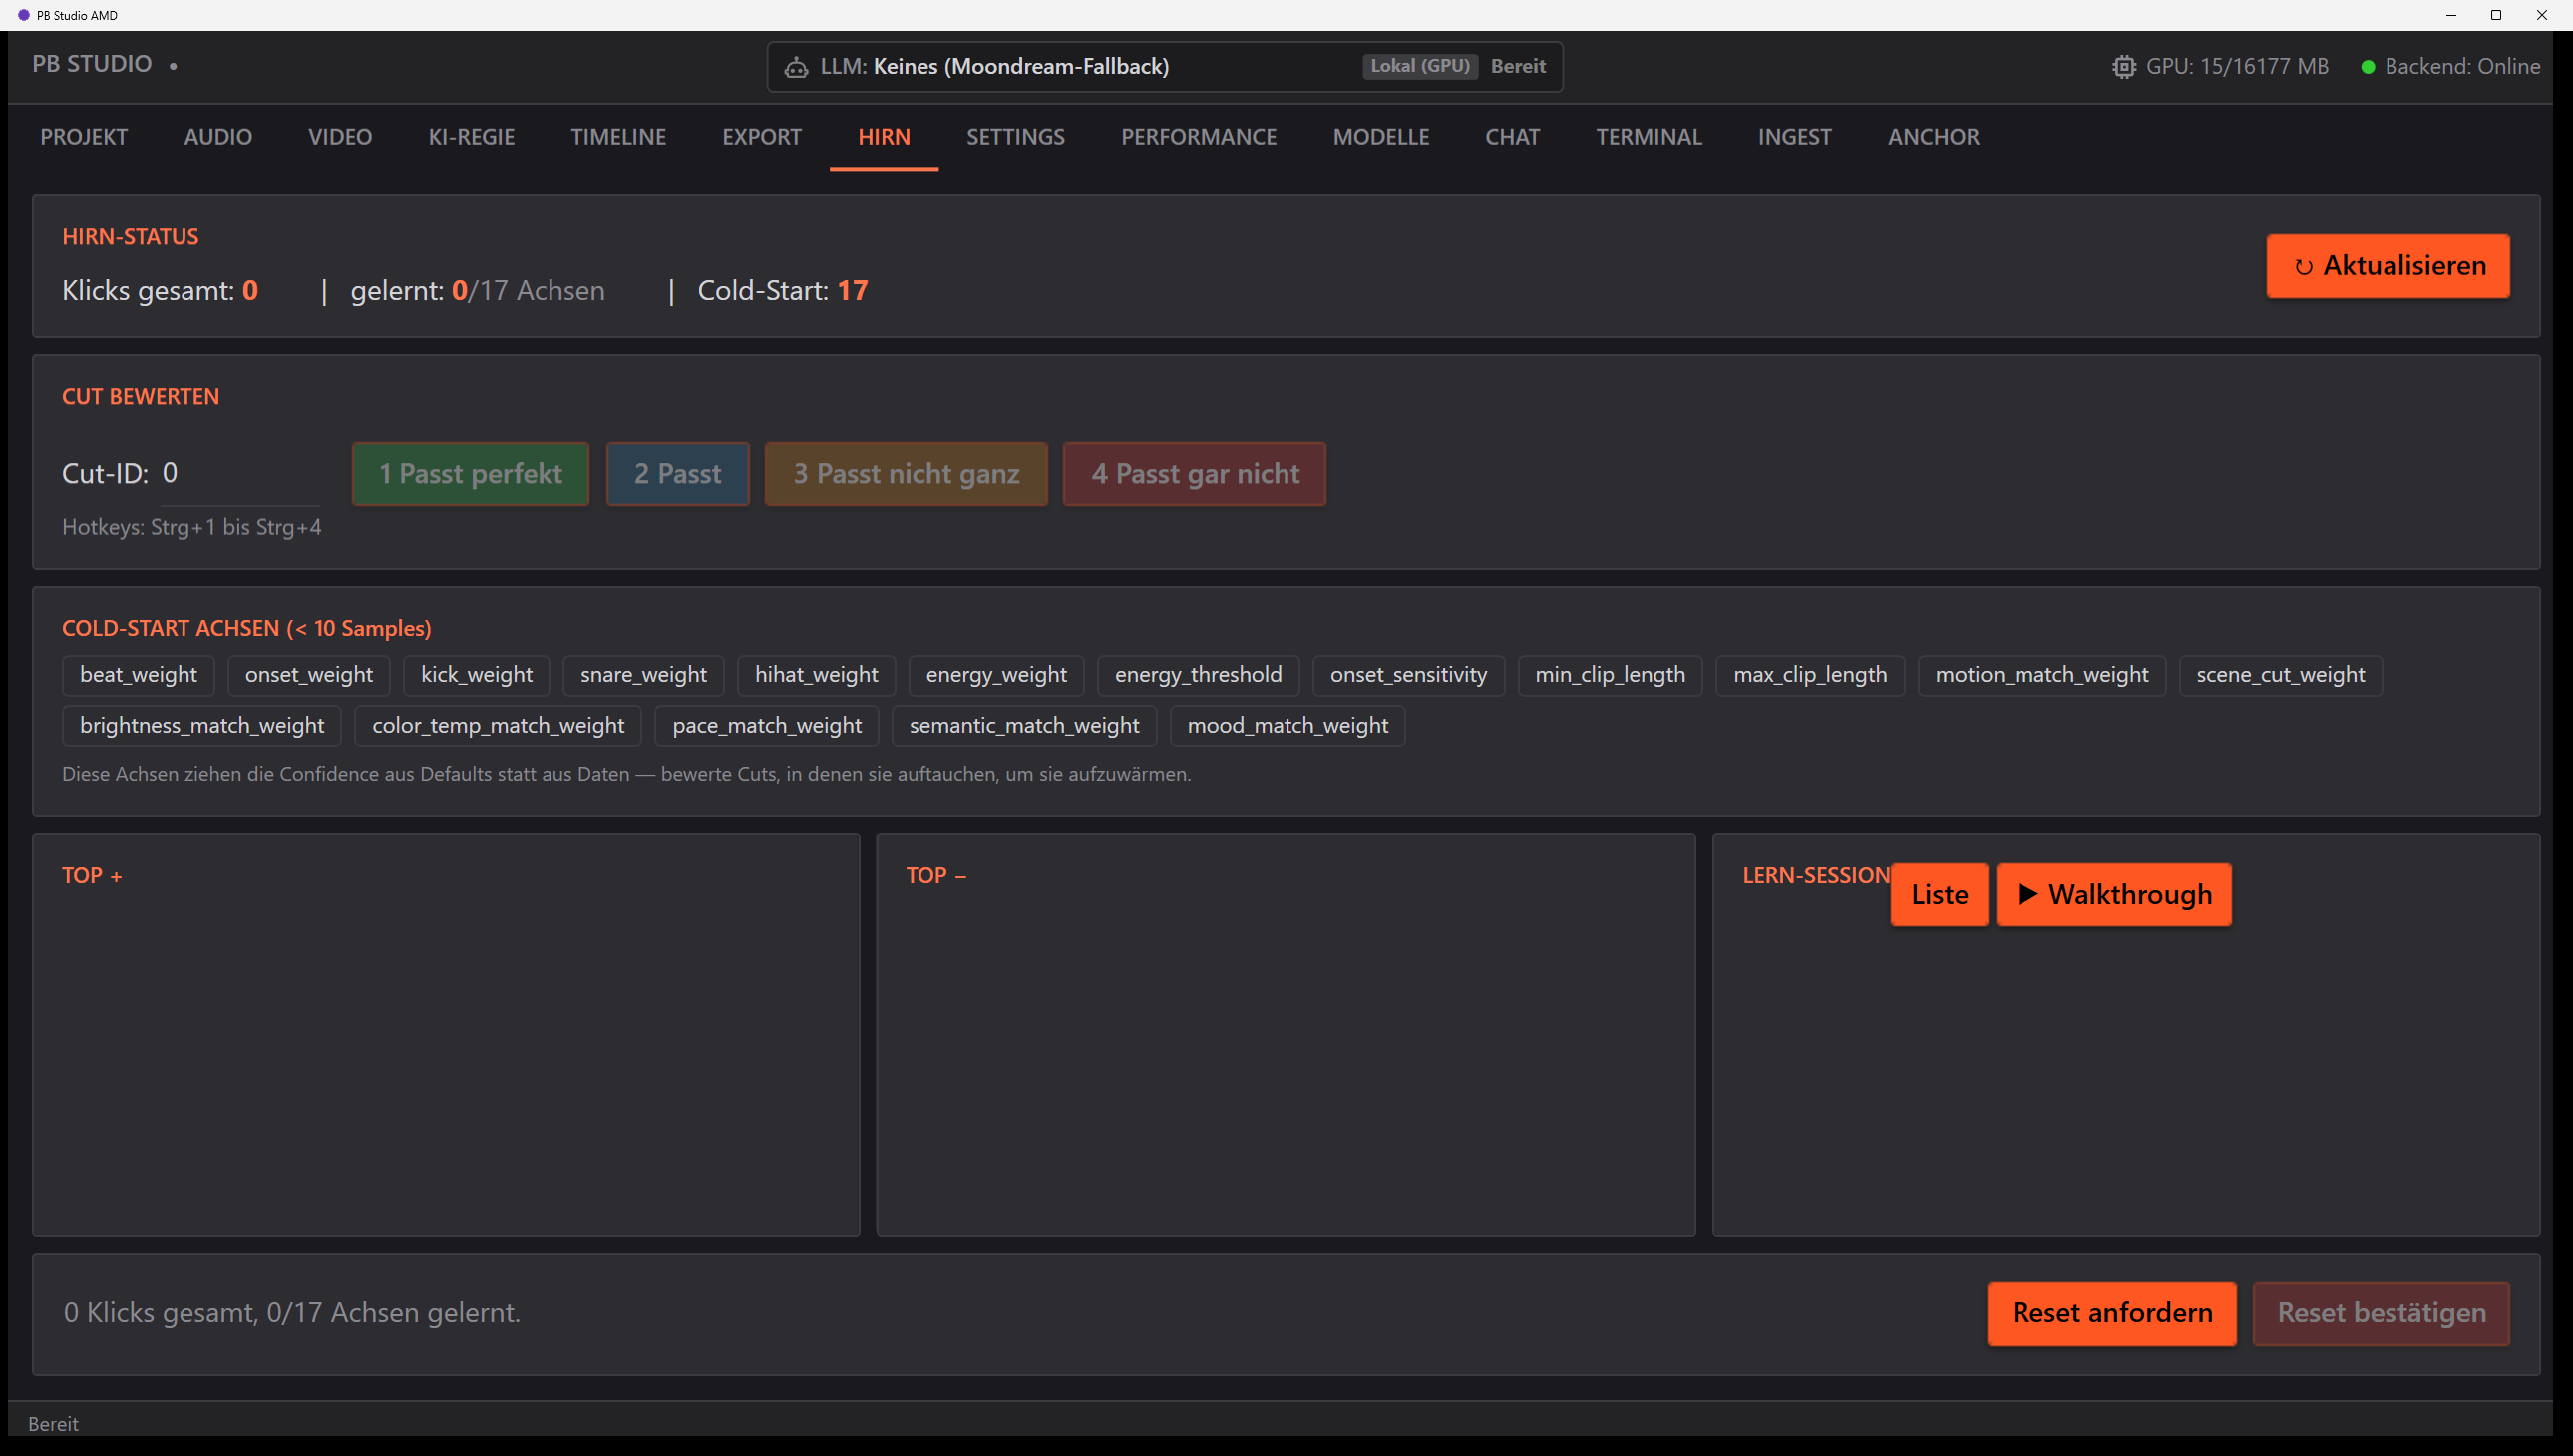 PB Studio AMD
PB STUDIO •
LLM: Keines (Moondream-Fallback) Lokal (GPU) Bereit
GPU: 15/16177 MB Backend: Online
PROJEKT AUDIO VIDEO KI-REGIE TIMELINE EXPORT HIRN SETTINGS PERFORMANCE MODELLE CHAT TERMINAL INGEST ANCHOR
HIRN-STATUS
Klicks gesamt: 0 | gelernt: 0/17 Achsen | Cold-Start: 17
↻ Aktualisieren
CUT BEWERTEN
Cut-ID: 0 1 Passt perfekt 2 Passt 3 Passt nicht ganz 4 Passt gar nicht
Hotkeys: Strg+1 bis Strg+4
COLD-START ACHSEN (< 10 Samples)
beat_weight onset_weight kick_weight snare_weight hihat_weight energy_weight energy_threshold onset_sensitivity min_clip_length max_clip_length motion_match_weight scene_cut_weight
brightness_match_weight color_temp_match_weight pace_match_weight semantic_match_weight mood_match_weight
Diese Achsen ziehen die Confidence aus Defaults statt aus Daten — bewerte Cuts, in denen sie auftauchen, um sie aufzuwärmen.
TOP +
TOP –
LERN-SESSION Liste ▶ Walkthrough
0 Klicks gesamt, 0/17 Achsen gelernt.
Reset anfordern Reset bestätigen
Bereit